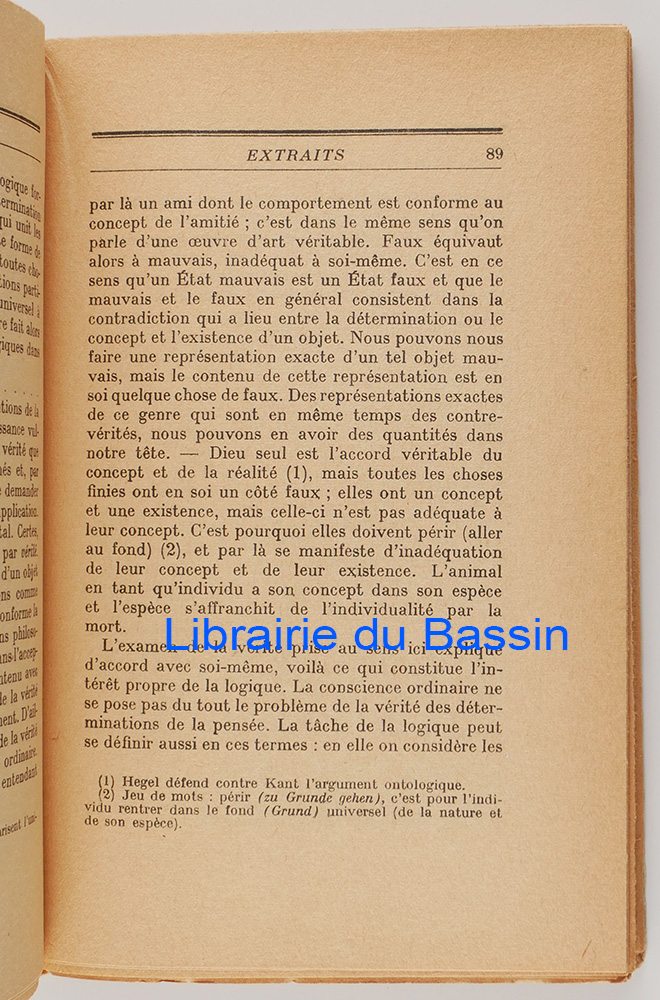 EXTRAITS 89
par là un ami dont le comportement est conforme au
concept de l'amitié ; c'est dans le même sens qu'on
parle d'une œuvre d'art véritable. Faux équivaut
alors à mauvais, inadéquat à soi-même. C'est en ce
sens qu'un État mauvais est un État faux et que le
mauvais et le faux en général consistent dans la
contradiction qui a lieu entre la détermination ou le
concept et l'existence d'un objet. Nous pouvons nous
faire une représentation exacte d'un tel objet mau-
vais, mais le contenu de cette représentation est en
soi quelque chose de faux. Des représentations exactes
de ce genre qui sont en même temps des contre-
vérités, nous pouvons en avoir des quantités dans
notre tête. — Dieu seul est l'accord véritable du
concept et de la réalité (1), mais toutes les choses
finies ont en soi un côté faux ; elles ont un concept
et une existence, mais celle-ci n'est pas adéquate à
leur concept. C'est pourquoi elles doivent périr (aller
au fond) (2), et par là se manifeste d'inadéquation
de leur concept et de leur existence. L'animal
en tant qu'individu a son concept dans son espèce
et l'espèce s'affranchit de l'individualité par la
mort.
Librairie du Bassin
L'examen de la vérité prise au sens ici expliqué
d'accord avec soi-même, voilà ce qui constitue l'in-
térêt propre de la logique. La conscience ordinaire ne
se pose pas du tout le problème de la vérité des déter-
minations de la pensée. La tâche de la logique peut
se définir aussi en ces termes : en elle on considère les
(1) Hegel défend contre Kant l'argument ontologique.
(2) Jeu de mots : périr (zu Grunde gehen), c'est pour l'indi-
vidu rentrer dans le fond (Grund) universel (de la nature et
de son espèce).